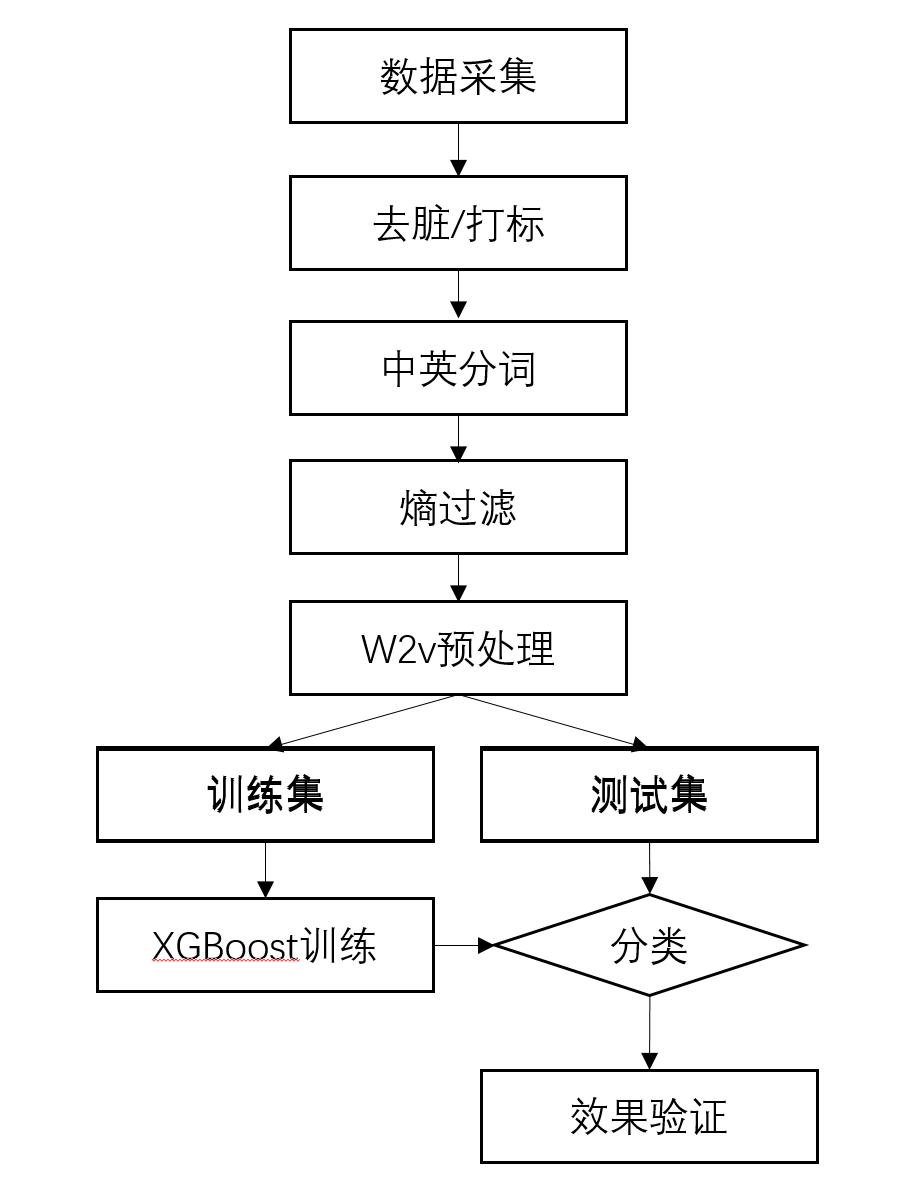 数据采集
去脏/打标
中英分词
熵过滤
W2v预处理
训练集
测试集
XGBoost训练
分类
效果验证